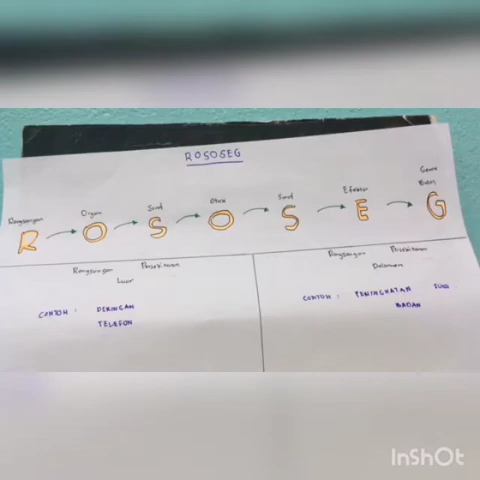 ROSOSEG
Rangsangan Organ Saraf Otak Saraf Efektor Gerak Balas
R O S O S E G
Rangsangan Persekitaran
Luar
CONTOH : DERINGAN
TELEFON
Rangsangan Persekitaran
Dalaman
CONTOH : PENINGKATAN SUHU
BADAN
InShOt